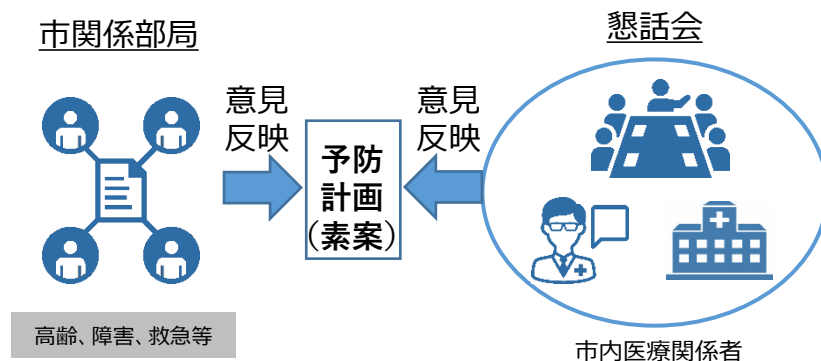 市関係部局
懇話会
意見
反映
意見
反映
予防
計画
(素案)
高齢、障害、救急等
市内医療関係者